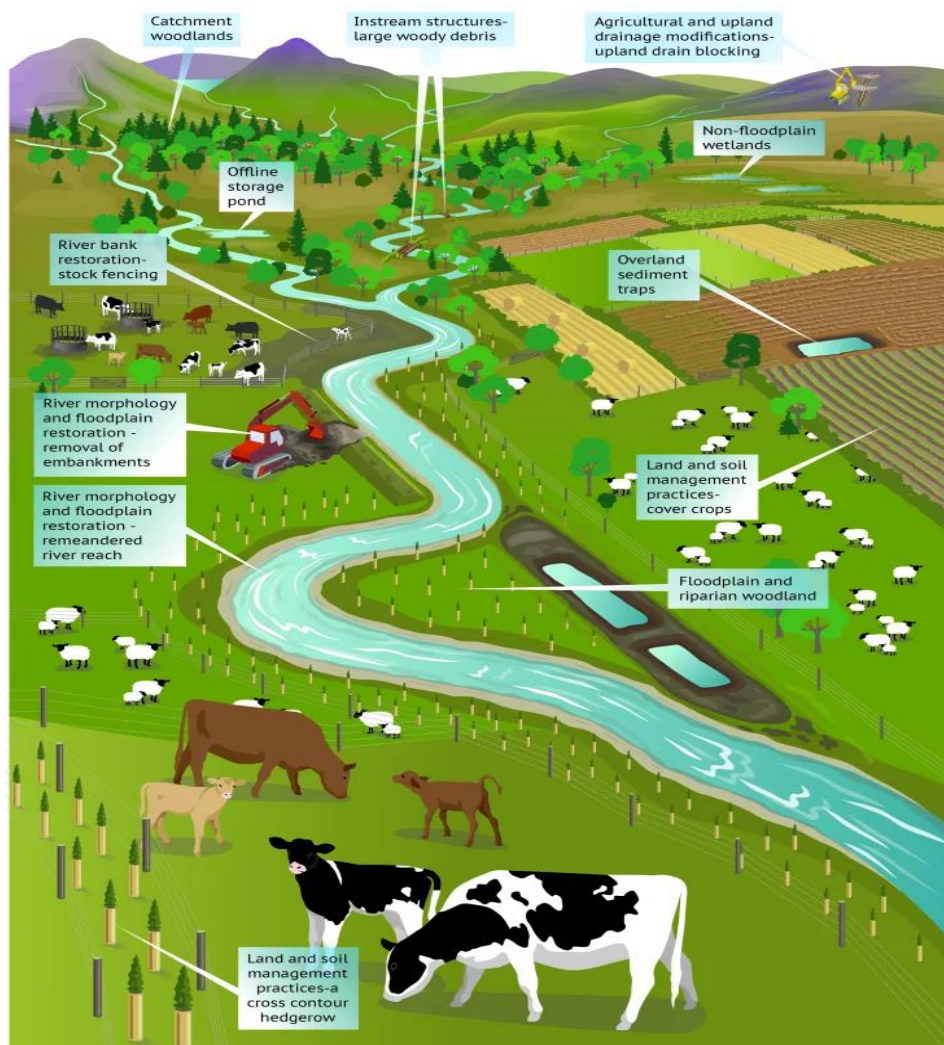 Catchment
woodlands
Instream structures-
large woody debris
Agricultural and upland
drainage modifications-
upland drain blocking
Non-floodplain
wetlands
Offline
storage
pond
River bank
restoration-
stock fencing
Overland
sediment
traps
River morphology
and floodplain
restoration -
removal of
embankments
Land and soil
management
practices-
cover crops
River morphology
and floodplain
restoration -
remeandered
river reach
Floodplain and
riparian woodland
Land and soil
management
practices-a
cross contour
hedgerow